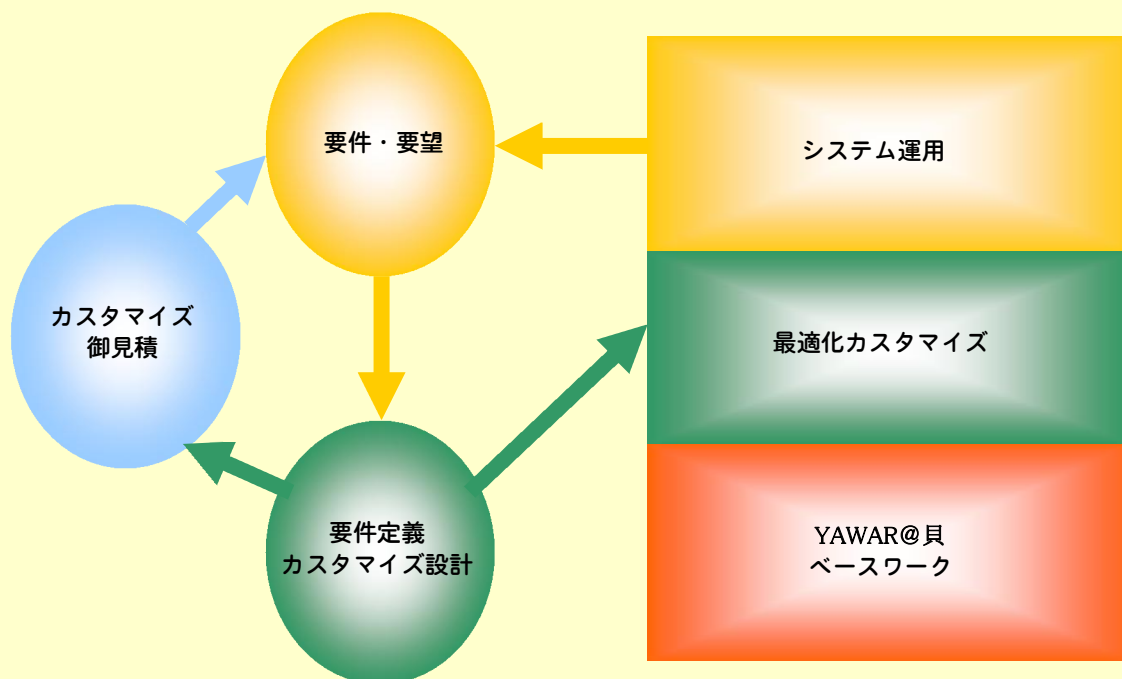 要件・要望
システム運用
カスタマイズ
御見積
最適化カスタマイズ
要件定義
カスタマイズ設計
YAWAR@貝
ベースワーク